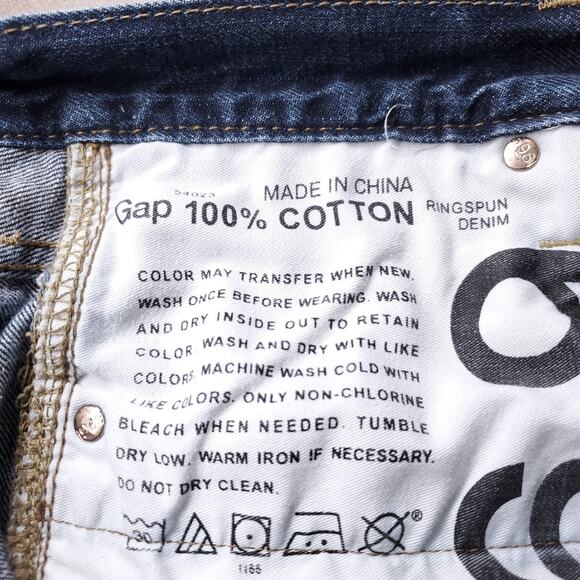 54023
MADE IN CHINA
Gap 100% COTTON RINGSPUN
DENIM
COLOR MAY TRANSFER WHEN NEW.
WASH ONCE BEFORE WEARING. WASH
AND DRY INSIDE OUT TO RETAIN
COLOR. WASH AND DRY WITH LIKE
COLORS. MACHINE WASH COLD WITH
LIKE COLORS. ONLY NON-CHLORINE
BLEACH WHEN NEEDED. TUMBLE
DRY LOW. WARM IRON IF NECESSARY.
DO NOT DRY CLEAN.
30
1166